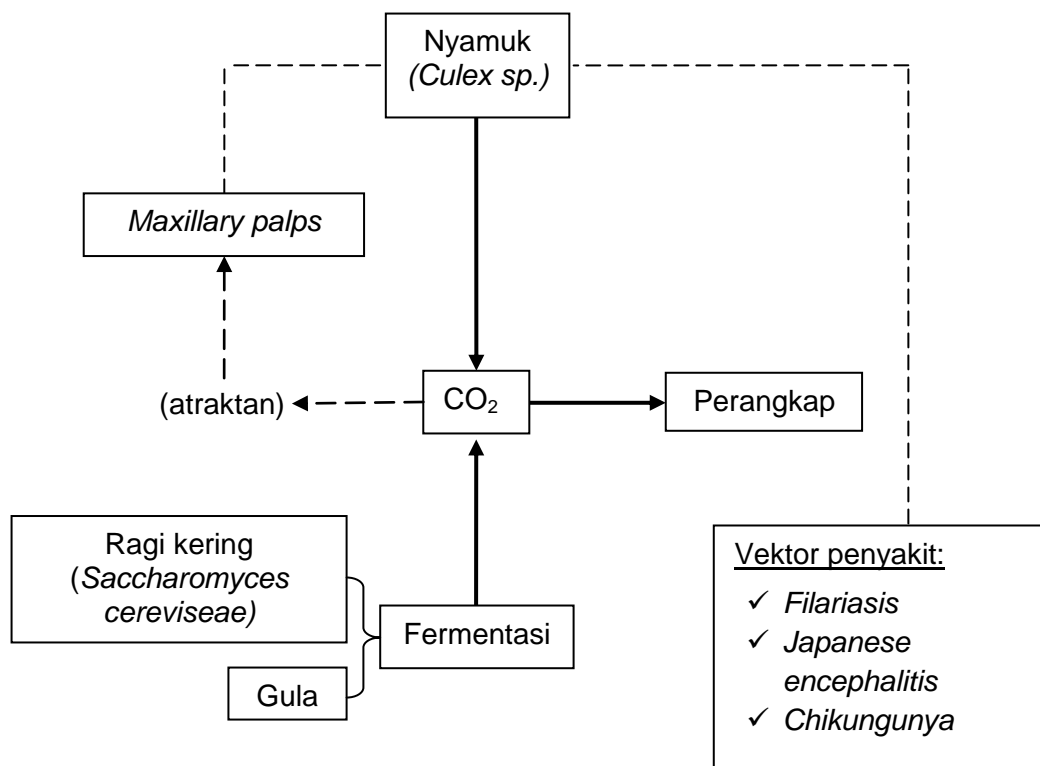 Nyamuk
(Culex sp.)
Maxillary palps
(atraktan)
CO₂
Perangkap
Ragi kering
(Saccharomyces
cereviseae)
Fermentasi
Gula
Vektor penyakit:
✓ Filariasis
✓ Japanese
encephalitis
✓ Chikungunya